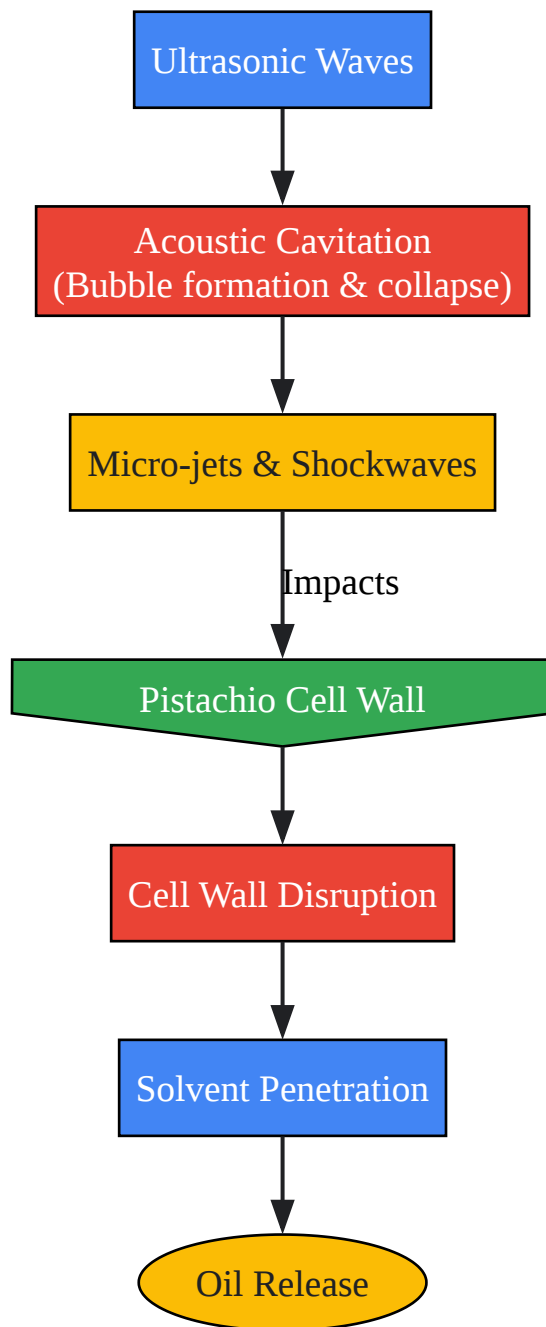 Ultrasonic Waves
Acoustic Cavitation
(Bubble formation & collapse)
Micro-jets & Shockwaves
Impacts
Pistachio Cell Wall
Cell Wall Disruption
Solvent Penetration
Oil Release